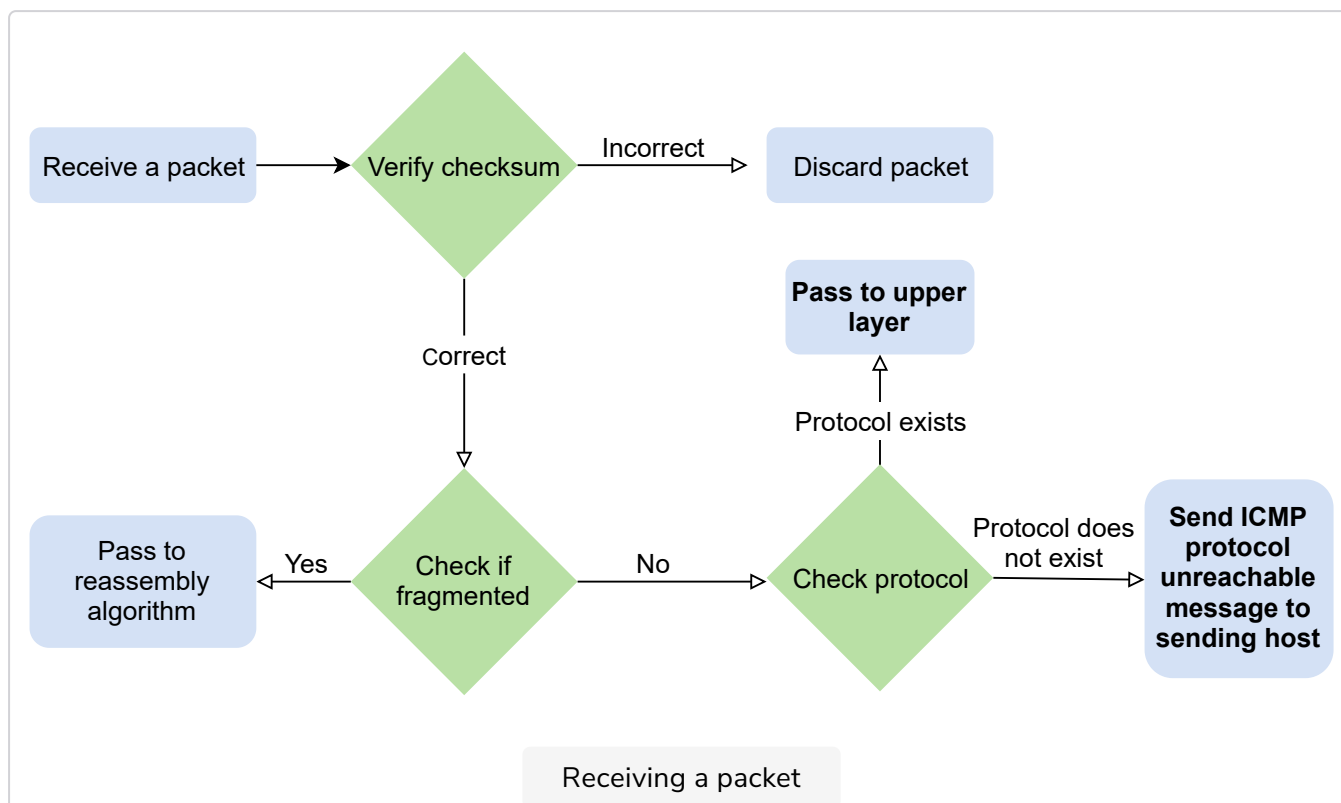 Receive a packet
Verify checksum
Incorrect
Discard packet
Pass to upper
layer
Correct
Protocol exists
Pass to
reassembly
algorithm
Yes
Check if
fragmented
No
Check protocol
Protocol does
not exist
Send ICMP
protocol
unreachable
message to
sending host
Receiving a packet